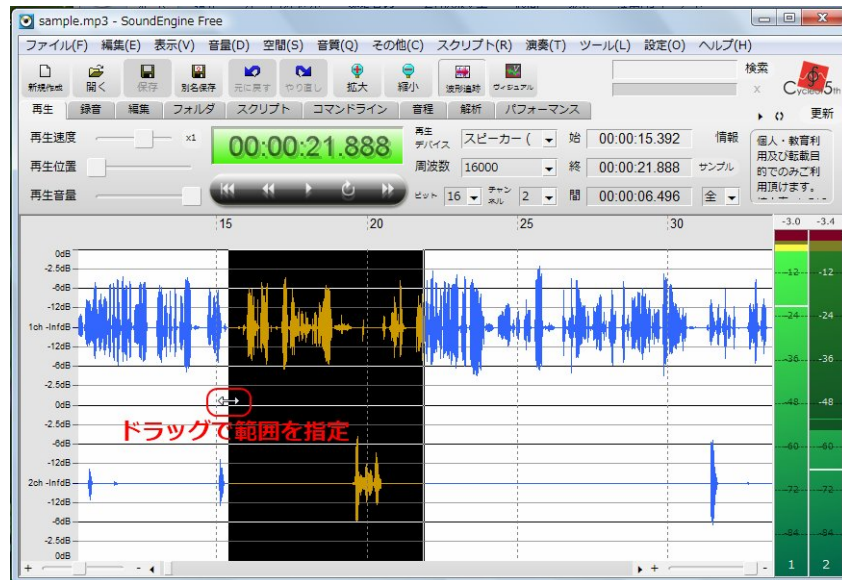 sample.mp3 - SoundEngine Free
ファイル(F) 編集(E) 表示(V) 音量(D) 空間(S) 音質(Q) その他(C) スクリプト(R) 演奏(T) ツール(L) 設定(O) ヘルプ(H)
新規作成 開く 保存 別名保存 元に戻す やり直し 拡大 縮小 波形追時 ヴィジュアル 検索
x Cycleof5th
再生 録音 編集 フォルダ スクリプト コマンドライン 音程 解析 パフォーマンス 更新
再生速度 x1 00:00:21.888 再生デバイス スピーカー ( 始 00:00:15.392 情報
再生位置 周波数 16000 終 00:00:21.888 サンプル
再生音量 ビット 16 チャンネル 2 間 00:00:06.496 全
個人・教育利
用及び転載目
的でのみご利
用頂けます。
15 20 25 30 -3.0 -3.4
0dB
-2.5dB
-6dB
-12dB
1ch -InfdB
-12dB
-6dB
-2.5dB
0dB
ドラッグで範囲を指定
-2.5dB
-6dB
-12dB
2ch -InfdB
-12dB
-6dB
-2.5dB
0dB
-12 -12
-24 -24
-36 -36
-48 -48
-60 -60
-72 -72
-84 -84
1 2
+ - + -